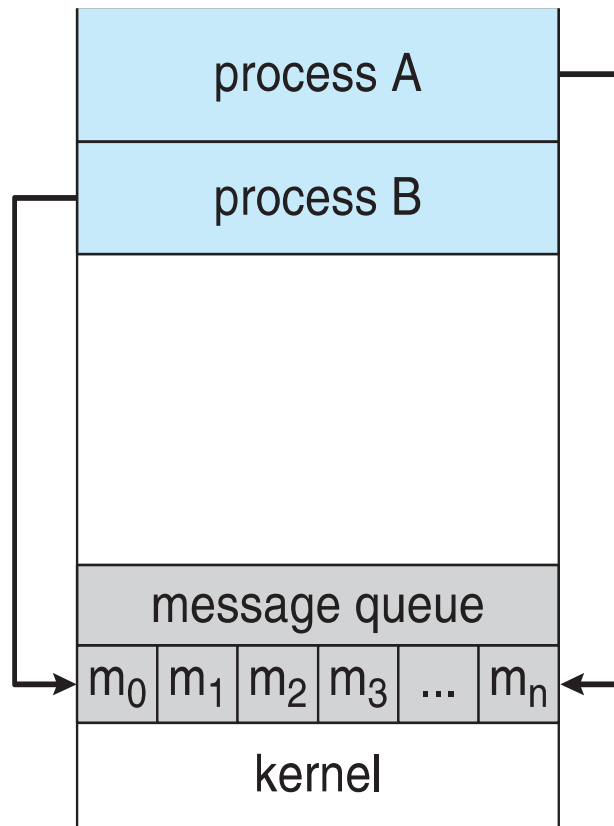 process A
process B
message queue
m₀ m₁ m₂ m₃ ... mₙ
kernel